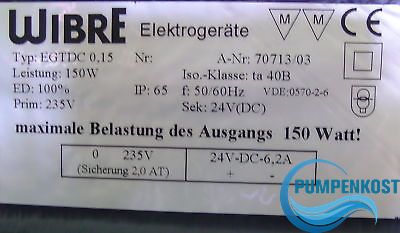 WIBRE Elektrogeräte M M
Typ: EGTDC 0,15 Nr: A-Nr: 70713/03
Leistung: 150W Iso.-Klasse: ta 40B
ED: 100% IP: 65 f: 50/60Hz VDE:0570-2-6
Prim: 235V Sek: 24V(DC)
maximale Belastung des Ausgangs 150 Watt!
0 235V 24V-DC-6,2A
(Sicherung 2,0 AT) + -
PUMPENKOST